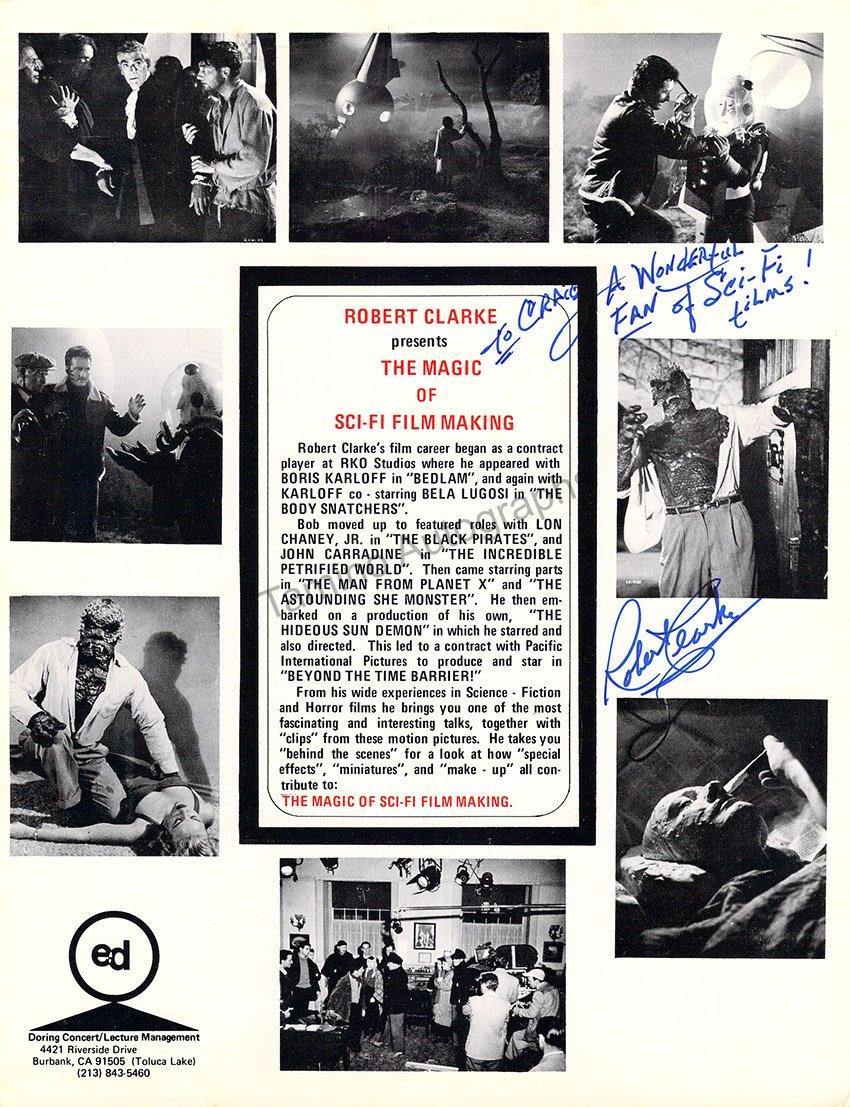 To CRAIG A WONDERFUL
FAN of Sci-Fi
films!
ROBERT CLARKE
presents
THE MAGIC
OF
SCI-FI FILM MAKING
Robert Clarke's film career began as a contract
player at RKO Studios where he appeared with
BORIS KARLOFF in "BEDLAM", and again with
KARLOFF co - starring BELA LUGOSI in "THE
BODY SNATCHERS".
Bob moved up to featured roles with LON
CHANEY, JR. in "THE BLACK PIRATES", and
JOHN CARRADINE in "THE INCREDIBLE
PETRIFIED WORLD". Then came starring parts
in "THE MAN FROM PLANET X" and "THE
ASTOUNDING SHE MONSTER". He then em-
barked on a production of his own, "THE
HIDEOUS SUN DEMON" in which he starred and
also directed. This led to a contract with Pacific
International Pictures to produce and star in
"BEYOND THE TIME BARRIER!"
From his wide experiences in Science - Fiction
and Horror films he brings you one of the most
fascinating and interesting talks, together with
"clips" from these motion pictures. He takes you
"behind the scenes" for a look at how "special
effects", "miniatures", and "make - up" all con-
tribute to:
THE MAGIC OF SCI-FI FILM MAKING.
Robert Clarke
ed
Doring Concert/Lecture Management
4421 Riverside Drive
Burbank, CA 91505 (Toluca Lake)
(213) 843-5460